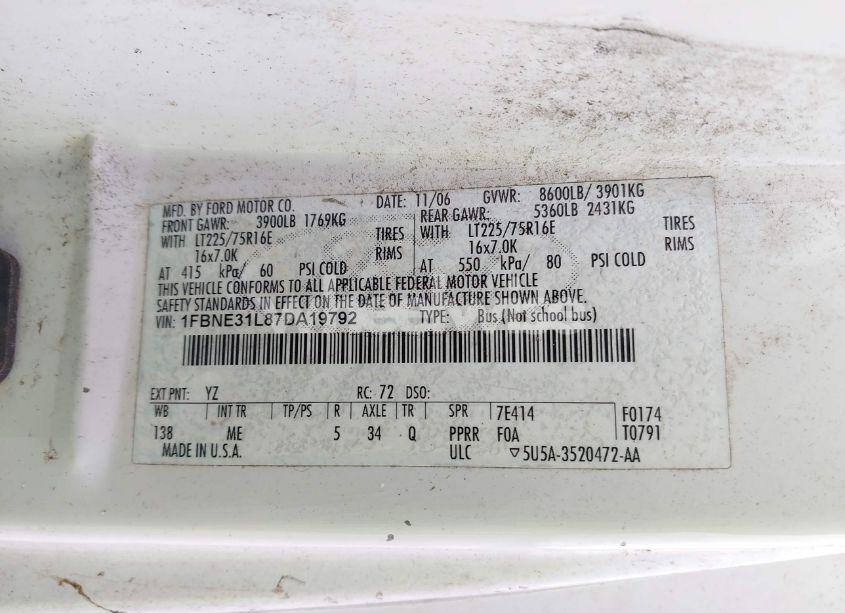 MFD. BY FORD MOTOR CO. DATE: 11/06 GVWR: 8600LB/ 3901KG
FRONT GAWR: 3900LB 1769KG REAR GAWR: 5360LB 2431KG
WITH LT225/75R16E TIRES WITH LT225/75R16E TIRES
16x7.0K RIMS 16x7.0K RIMS
AT 415 kPa/ 60 PSI COLD AT 550 kPa/ 80 PSI COLD
THIS VEHICLE CONFORMS TO ALL APPLICABLE FEDERAL MOTOR VEHICLE
SAFETY STANDARDS IN EFFECT ON THE DATE OF MANUFACTURE SHOWN ABOVE.
VIN: 1FBNE31L87DA19792 TYPE: Bus (Not school bus)
EXT PNT: YZ RC: 72 DSO:
WB INT TR TP/PS R AXLE TR SPR 7E414 F0174
138 ME 5 34 Q PPRR F0A T0791
MADE IN U.S.A. ULC ▽5U5A-3520472-AA